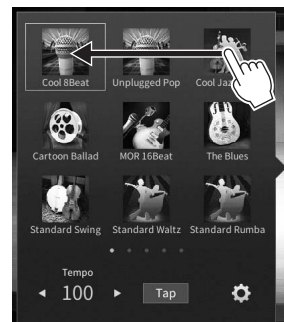 Cool 8Beat Unplugged Pop Cool Ja
Cartoon Ballad MOR 16Beat The Blues
Standard Swing Standard Waltz Standard Rumba
Tempo
100 Tap